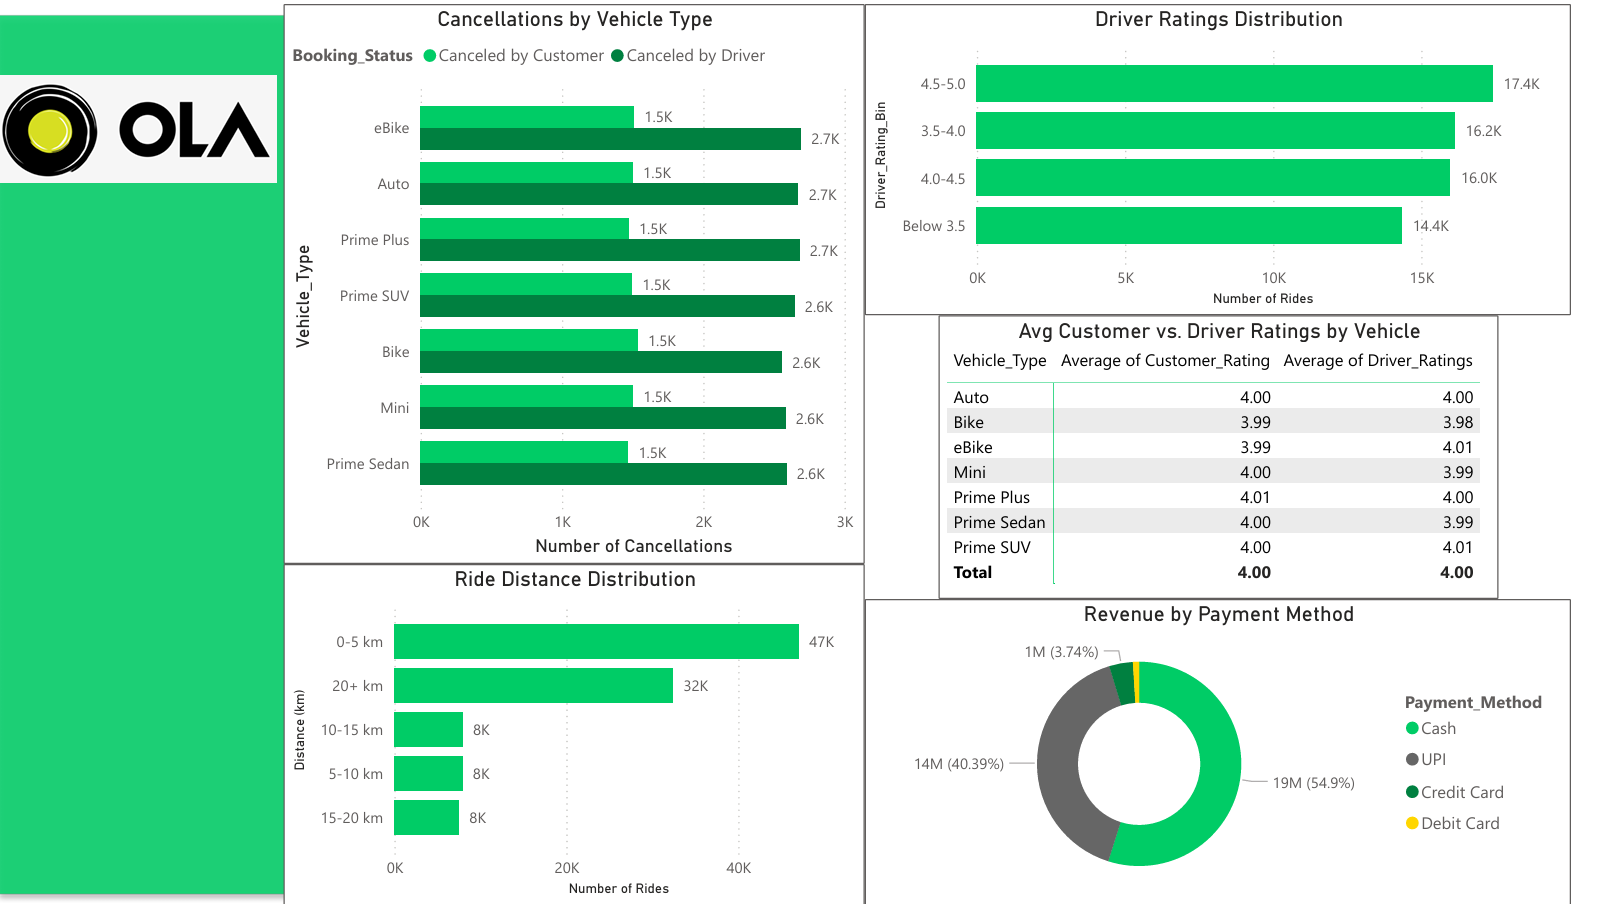 OLA
Cancellations by Vehicle Type
Booking_Status Canceled by Customer Canceled by Driver
Vehicle_Type
eBike 1.5K 2.7K
Auto 1.5K 2.7K
Prime Plus 1.5K 2.7K
Prime SUV 1.5K 2.6K
Bike 1.5K 2.6K
Mini 1.5K 2.6K
Prime Sedan 1.5K 2.6K
0K 1K 2K 3K
Number of Cancellations
Driver Ratings Distribution
Driver_Rating_Bin
4.5-5.0 17.4K
3.5-4.0 16.2K
4.0-4.5 16.0K
Below 3.5 14.4K
0K 5K 10K 15K
Number of Rides
Avg Customer vs. Driver Ratings by Vehicle
Vehicle_Type Average of Customer_Rating Average of Driver_Ratings
Auto 4.00 4.00
Bike 3.99 3.98
eBike 3.99 4.01
Mini 4.00 3.99
Prime Plus 4.01 4.00
Prime Sedan 4.00 3.99
Prime SUV 4.00 4.01
Total 4.00 4.00
Ride Distance Distribution
Distance (km)
0-5 km 47K
20+ km 32K
10-15 km 8K
5-10 km 8K
15-20 km 8K
0K 20K 40K
Number of Rides
Revenue by Payment Method
1M (3.74%)
14M (40.39%)
19M (54.9%)
Payment_Method
Cash
UPI
Credit Card
Debit Card